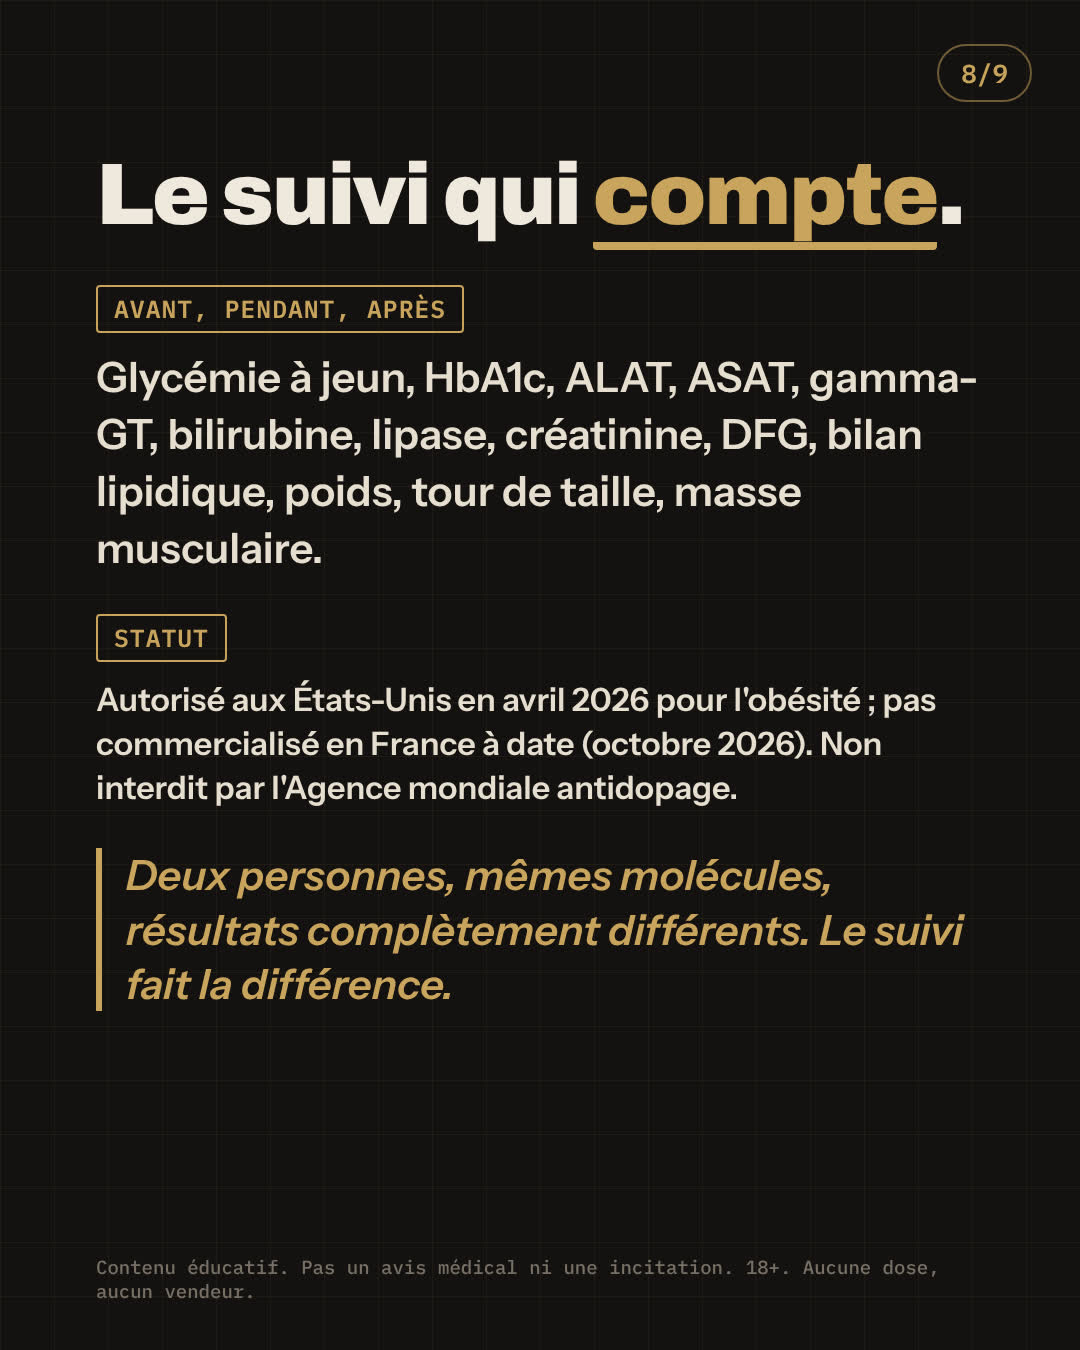 8/9
Le suivi qui compte.
AVANT, PENDANT, APRÈS
Glycémie à jeun, HbA1c, ALAT, ASAT, gamma-
GT, bilirubine, lipase, créatinine, DFG, bilan
lipidique, poids, tour de taille, masse
musculaire.
STATUT
Autorisé aux États-Unis en avril 2026 pour l'obésité ; pas
commercialisé en France à date (octobre 2026). Non
interdit par l'Agence mondiale antidopage.
Deux personnes, mêmes molécules,
résultats complètement différents. Le suivi
fait la différence.
Contenu éducatif. Pas un avis médical ni une incitation. 18+. Aucune dose,
aucun vendeur.